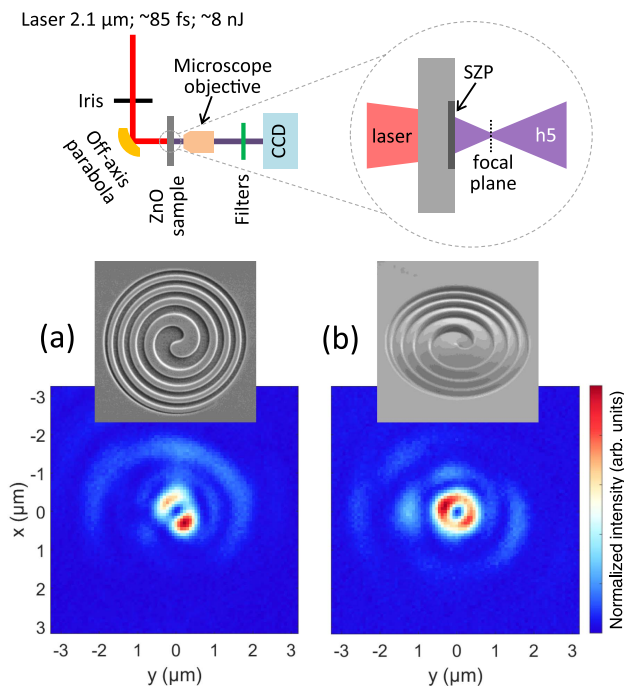 Laser 2.1 µm; ~85 fs; ~8 nJ
Microscope
objective
Iris
Off-axis
parabola
ZnO
sample
Filters
CCD
SZP
laser
h5
focal
plane
(a)
(b)
-3
-2
-1
0
1
2
3
x (µm)
-3 -2 -1 0 1 2 3
y (µm)
-3 -2 -1 0 1 2 3
y (µm)
Normalized intensity (arb. units)